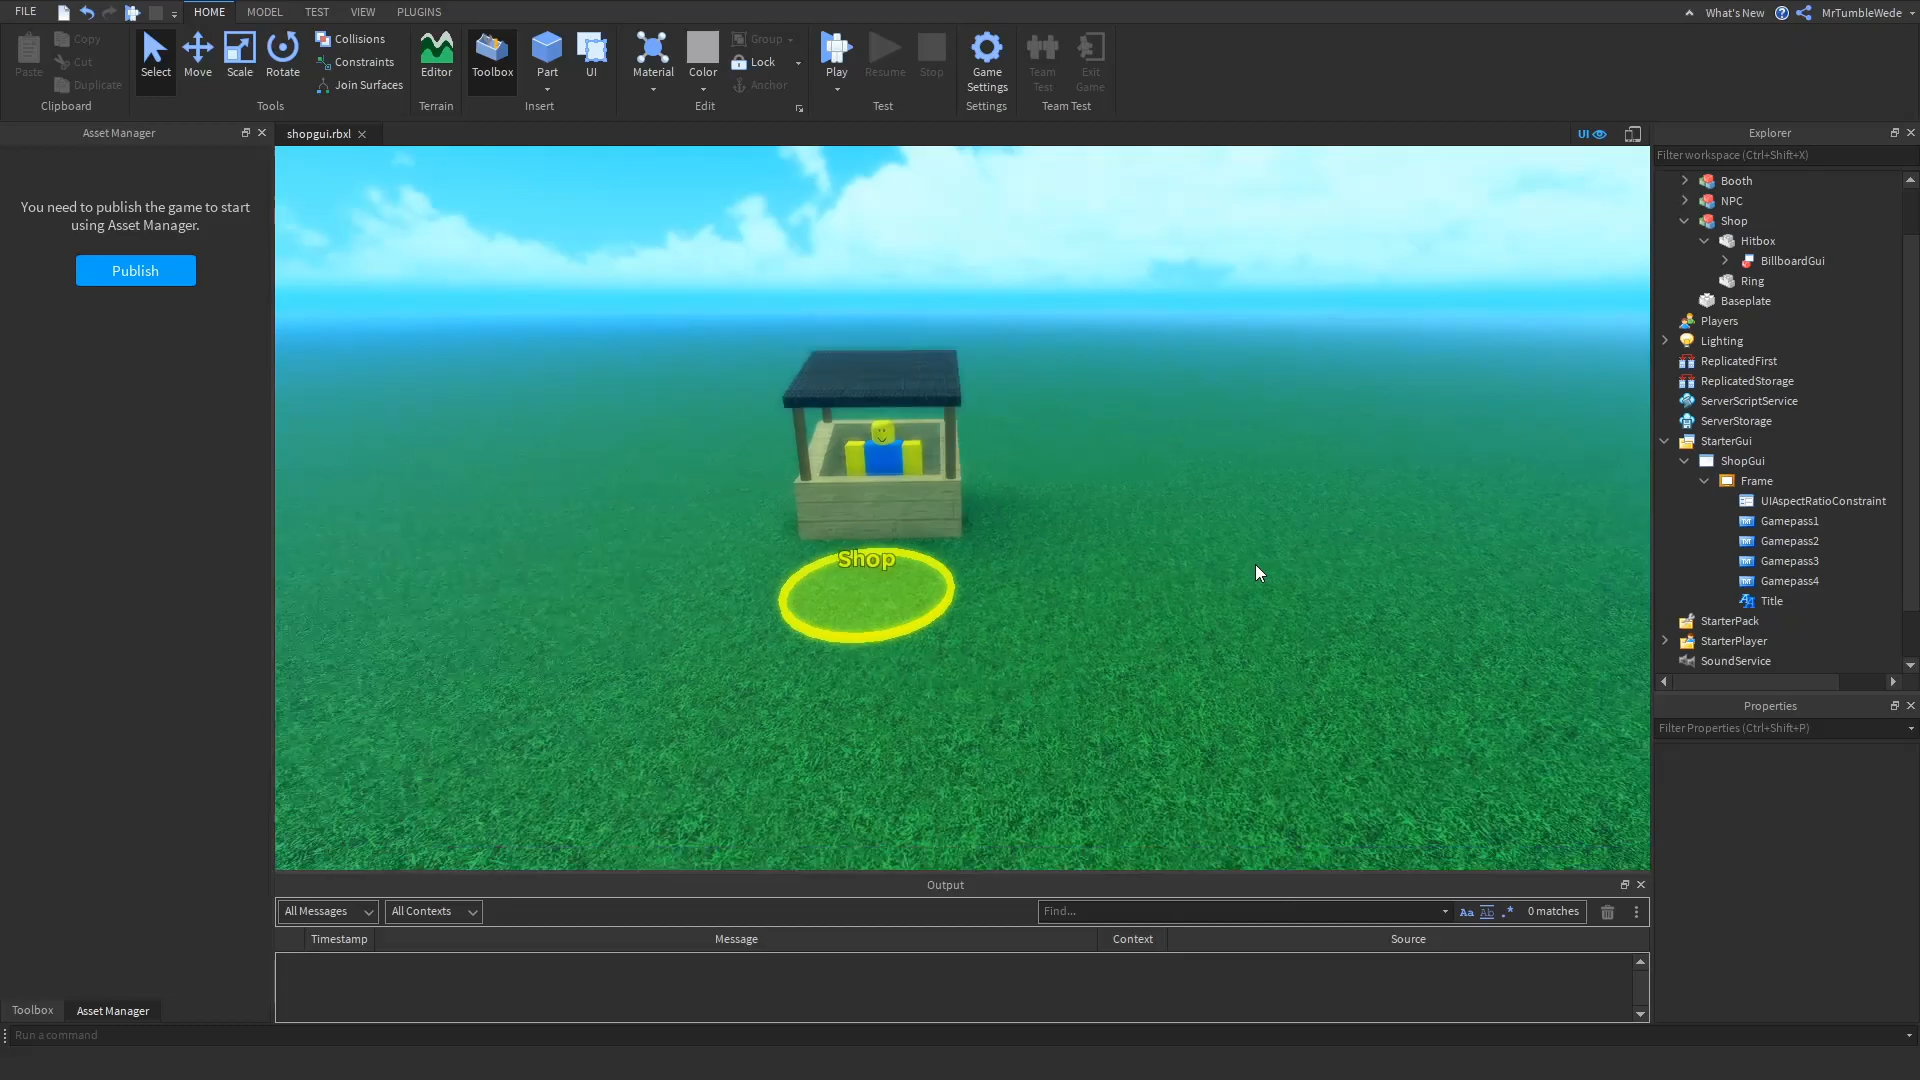 FILE
HOME
MODEL
TEST
VIEW
PLUGINS
What's New
MrTumbleWede
Paste
Copy
Cut
Duplicate
Clipboard
Select
Move
Scale
Rotate
Collisions
Constraints
Join Surfaces
Tools
Editor
Terrain
Toolbox
Part
UI
Insert
Material
Color
Group
Lock
Anchor
Edit
Play
Resume
Stop
Test
Game
Settings
Settings
Team
Test
Exit
Game
Team Test
Asset Manager
You need to publish the game to start
using Asset Manager.
Publish
shopgui.rbxl
UI
Shop
Explorer
Filter workspace (Ctrl+Shift+X)
Booth
NPC
Shop
Hitbox
BillboardGui
Ring
Baseplate
Players
Lighting
ReplicatedFirst
ReplicatedStorage
ServerScriptService
ServerStorage
StarterGui
ShopGui
Frame
UIAspectRatioConstraint
Gamepass1
Gamepass2
Gamepass3
Gamepass4
Title
StarterPack
StarterPlayer
SoundService
Properties
Filter Properties (Ctrl+Shift+P)
Output
All Messages
All Contexts
Find...
Aa
Ab
.*
0 matches
Timestamp
Message
Context
Source
Toolbox
Asset Manager
Run a command